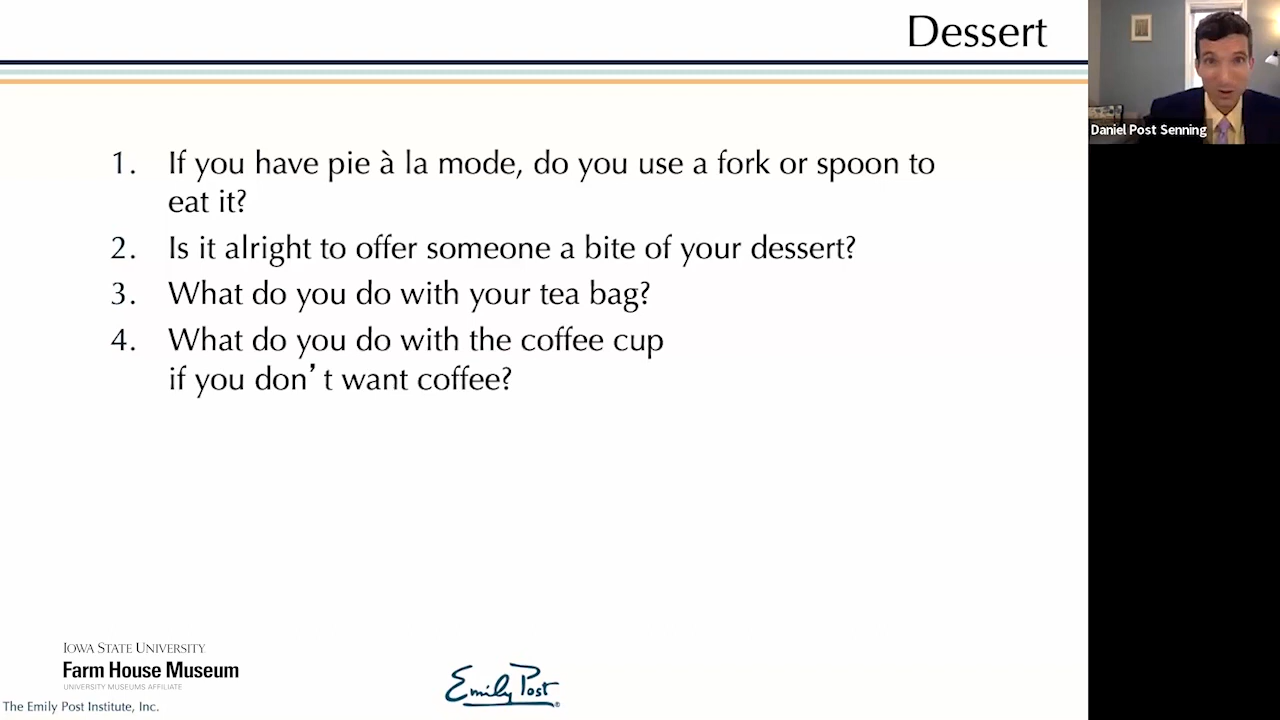 Dessert
1. If you have pie à la mode, do you use a fork or spoon to
eat it?
2. Is it alright to offer someone a bite of your dessert?
3. What do you do with your tea bag?
4. What do you do with the coffee cup
if you don’t want coffee?
Daniel Post Senning
IOWA STATE UNIVERSITY
Farm House Museum
UNIVERSITY MUSEUMS AFFILIATE
Emily Post®
The Emily Post Institute, Inc.